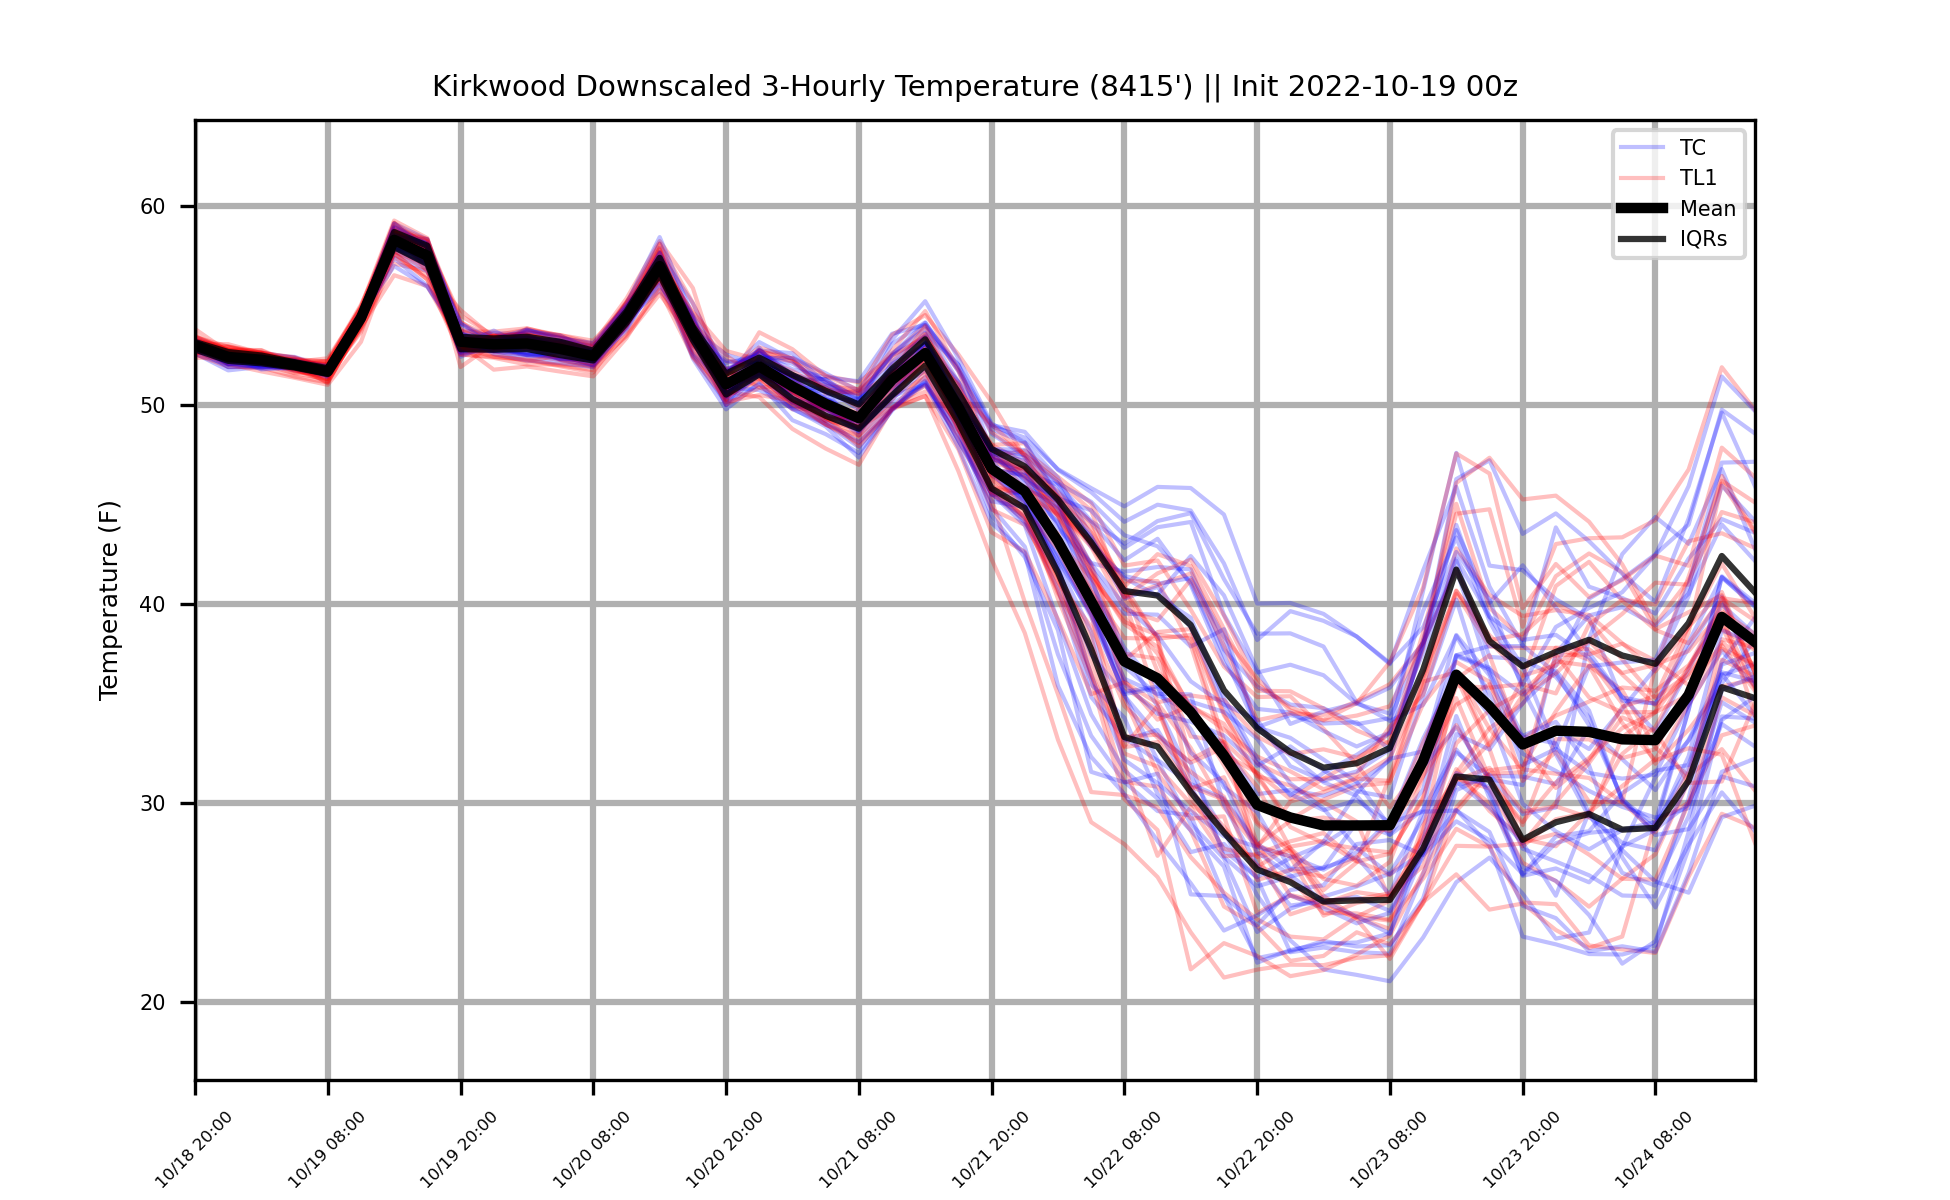 Kirkwood Downscaled 3-Hourly Temperature (8415') || Init 2022-10-19 00z
TC
TL1
Mean
IQRs
Temperature (F)
60
50
40
30
20
10/18 20:00
10/19 08:00
10/19 20:00
10/20 08:00
10/20 20:00
10/21 08:00
10/21 20:00
10/22 08:00
10/22 20:00
10/23 08:00
10/23 20:00
10/24 08:00